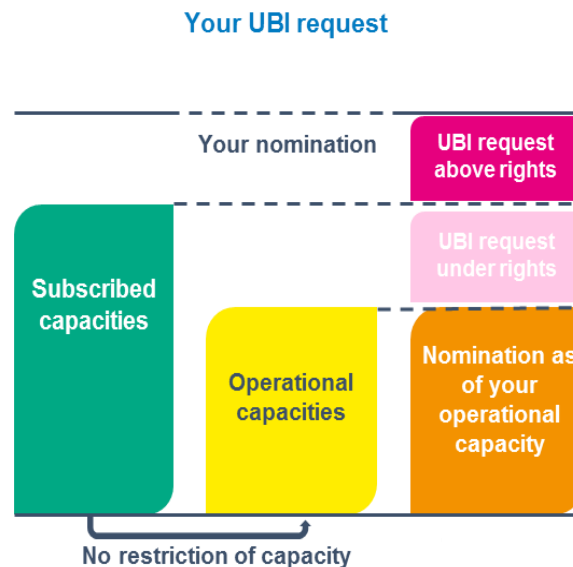 Your UBI request
Your nomination
UBI request
above rights
UBI request
under rights
Subscribed
capacities
Operational
capacities
Nomination as
of your
operational
capacity
No restriction of capacity